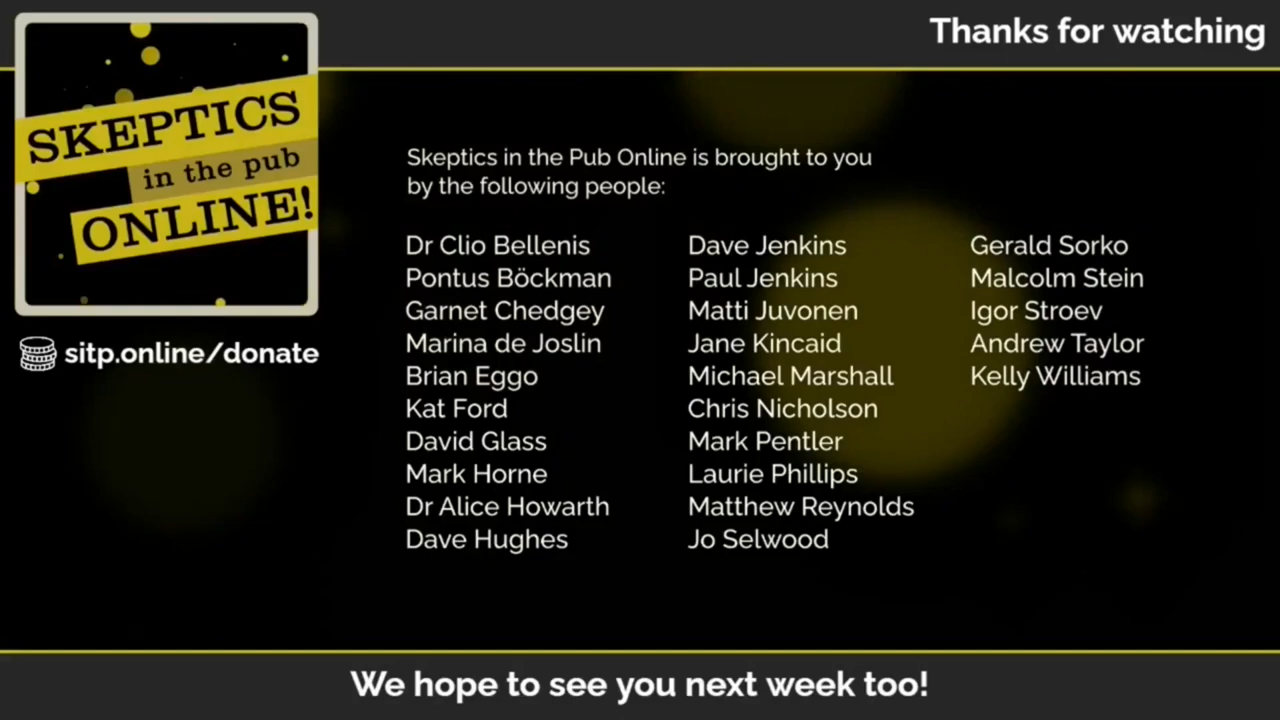 Thanks for watching
SKEPTICS
in the pub
ONLINE!
sitp.online/donate
Skeptics in the Pub Online is brought to you
by the following people:
Dr Clio Bellenis
Pontus Böckman
Garnet Chedgey
Marina de Joslin
Brian Eggo
Kat Ford
David Glass
Mark Horne
Dr Alice Howarth
Dave Hughes
Dave Jenkins
Paul Jenkins
Matti Juvonen
Jane Kincaid
Michael Marshall
Chris Nicholson
Mark Pentler
Laurie Phillips
Matthew Reynolds
Jo Selwood
Gerald Sorko
Malcolm Stein
Igor Stroev
Andrew Taylor
Kelly Williams
We hope to see you next week too!